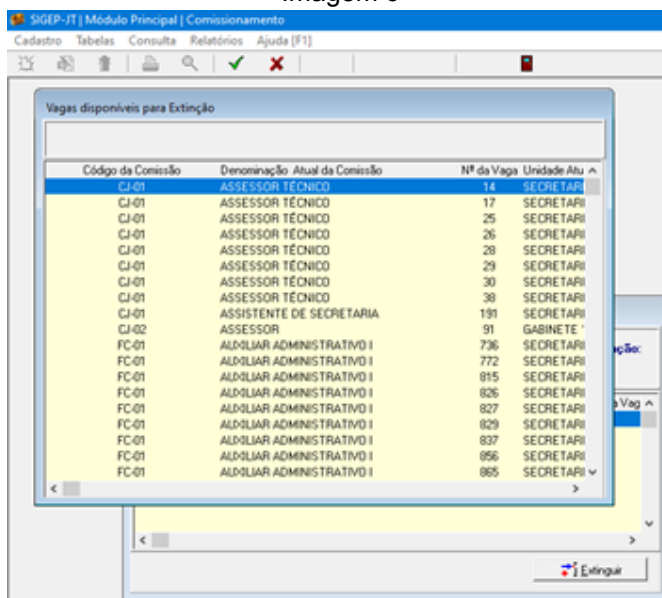 Imagem 6
SIGEP-JT | Módulo Principal | Comissionamento
Cadastro Tabelas Consulta Relatórios Ajuda [F1]
Vagas disponíveis para Extinção
Código da Comissão Denominação Atual da Comissão Nº da Vaga Unidade Atu
CJ-01 ASSESSOR TÉCNICO 14 SECRETARI
CJ-01 ASSESSOR TÉCNICO 17 SECRETARI
CJ-01 ASSESSOR TÉCNICO 25 SECRETARI
CJ-01 ASSESSOR TÉCNICO 26 SECRETARI
CJ-01 ASSESSOR TÉCNICO 28 SECRETARI
CJ-01 ASSESSOR TÉCNICO 29 SECRETARI
CJ-01 ASSESSOR TÉCNICO 30 SECRETARI
CJ-01 ASSESSOR TÉCNICO 38 SECRETARI
CJ-01 ASSISTENTE DE SECRETARIA 191 SECRETARI
CJ-02 ASSESSOR 91 GABINETE
FC-01 AUXILIAR ADMINISTRATIVO I 736 SECRETARI
FC-01 AUXILIAR ADMINISTRATIVO I 772 SECRETARI
FC-01 AUXILIAR ADMINISTRATIVO I 815 SECRETARI
FC-01 AUXILIAR ADMINISTRATIVO I 826 SECRETARI
FC-01 AUXILIAR ADMINISTRATIVO I 827 SECRETARI
FC-01 AUXILIAR ADMINISTRATIVO I 829 SECRETARI
FC-01 AUXILIAR ADMINISTRATIVO I 837 SECRETARI
FC-01 AUXILIAR ADMINISTRATIVO I 856 SECRETARI
FC-01 AUXILIAR ADMINISTRATIVO I 865 SECRETARI
ação:
a Vag
Extinguir